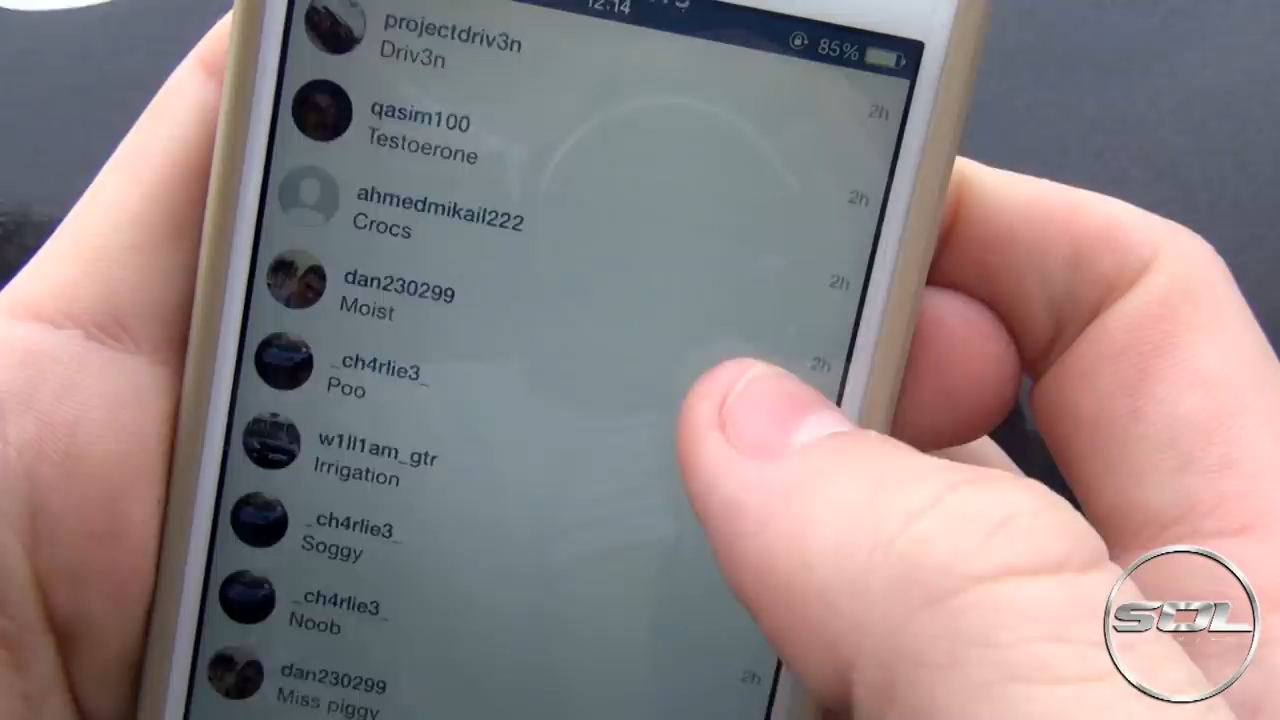 12:14
85%
projectdriv3n
Driv3n
2h
qasim100
Testoerone
2h
ahmedmikail222
Crocs
2h
dan230299
Moist
2h
_ch4rlie3_
Poo
w1ll1am_gtr
Irrigation
_ch4rlie3_
Soggy
_ch4rlie3_
Noob
dan230299
Miss piggy
2h
SOL